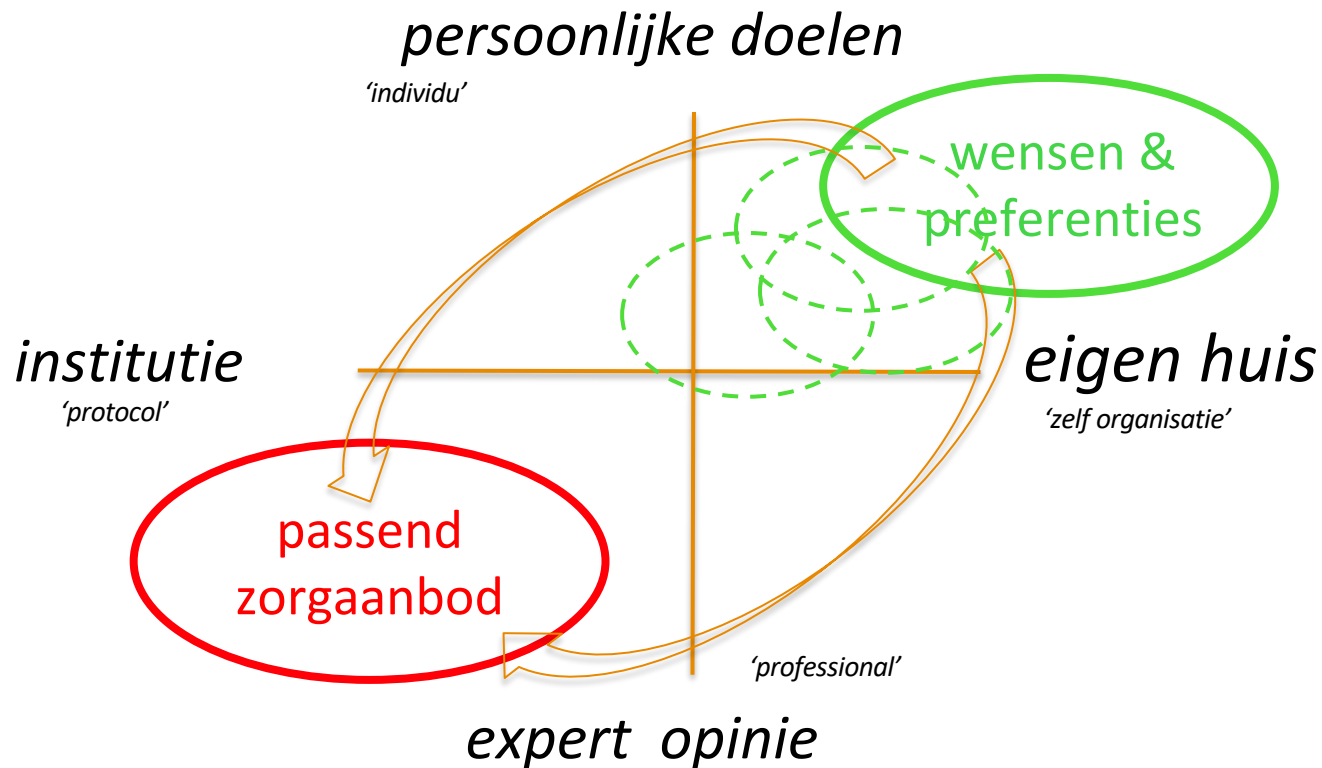 persoonlijke doelen
‘individu’
wensen &
preferenties
institutie
‘protocol’
eigen huis
‘zelf organisatie’
passend
zorgaanbod
‘professional’
expert opinie